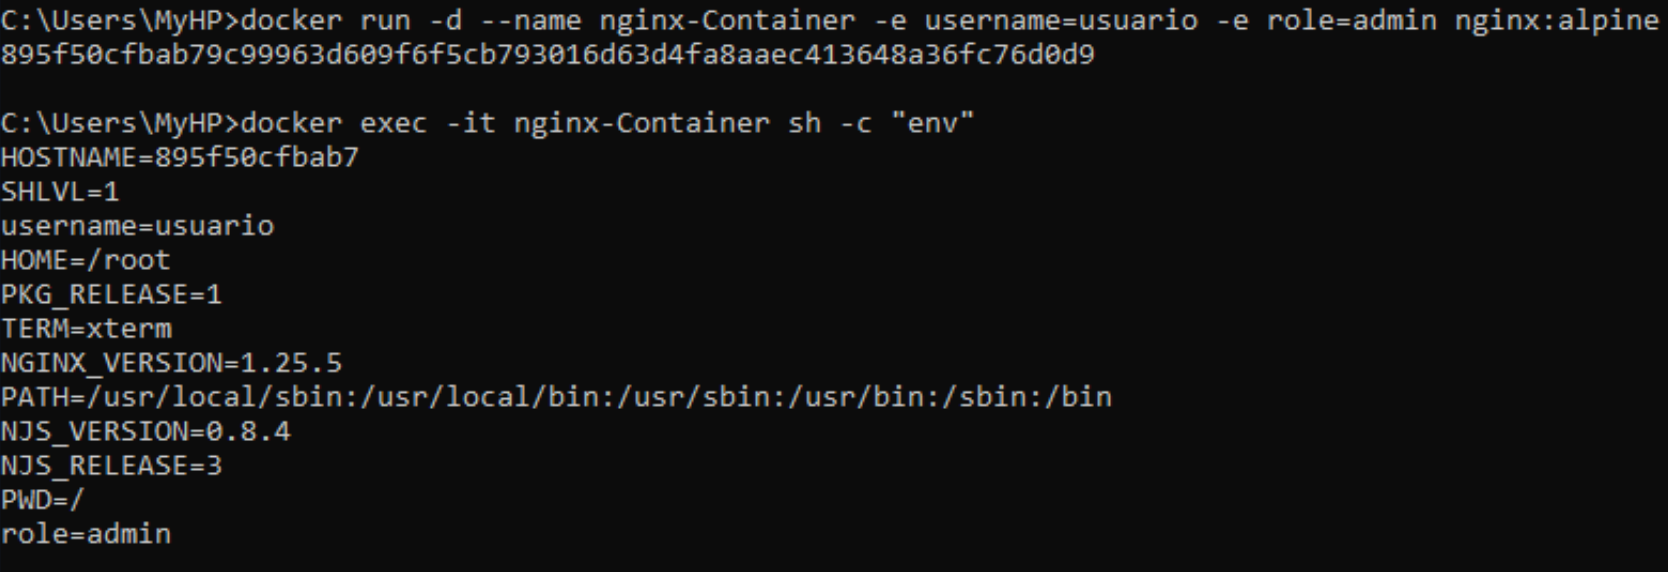 C:\Users\MyHP>docker run -d --name nginx-Container -e username=usuario -e role=admin nginx:alpine
895f50cfbab79c99963d609f6f5cb793016d63d4fa8aaec413648a36fc76d0d9
C:\Users\MyHP>docker exec -it nginx-Container sh -c "env"
HOSTNAME=895f50cfbab7
SHLVL=1
username=usuario
HOME=/root
PKG_RELEASE=1
TERM=xterm
NGINX_VERSION=1.25.5
PATH=/usr/local/sbin:/usr/local/bin:/usr/sbin:/usr/bin:/sbin:/bin
NJS_VERSION=0.8.4
NJS_RELEASE=3
PWD=/
role=admin